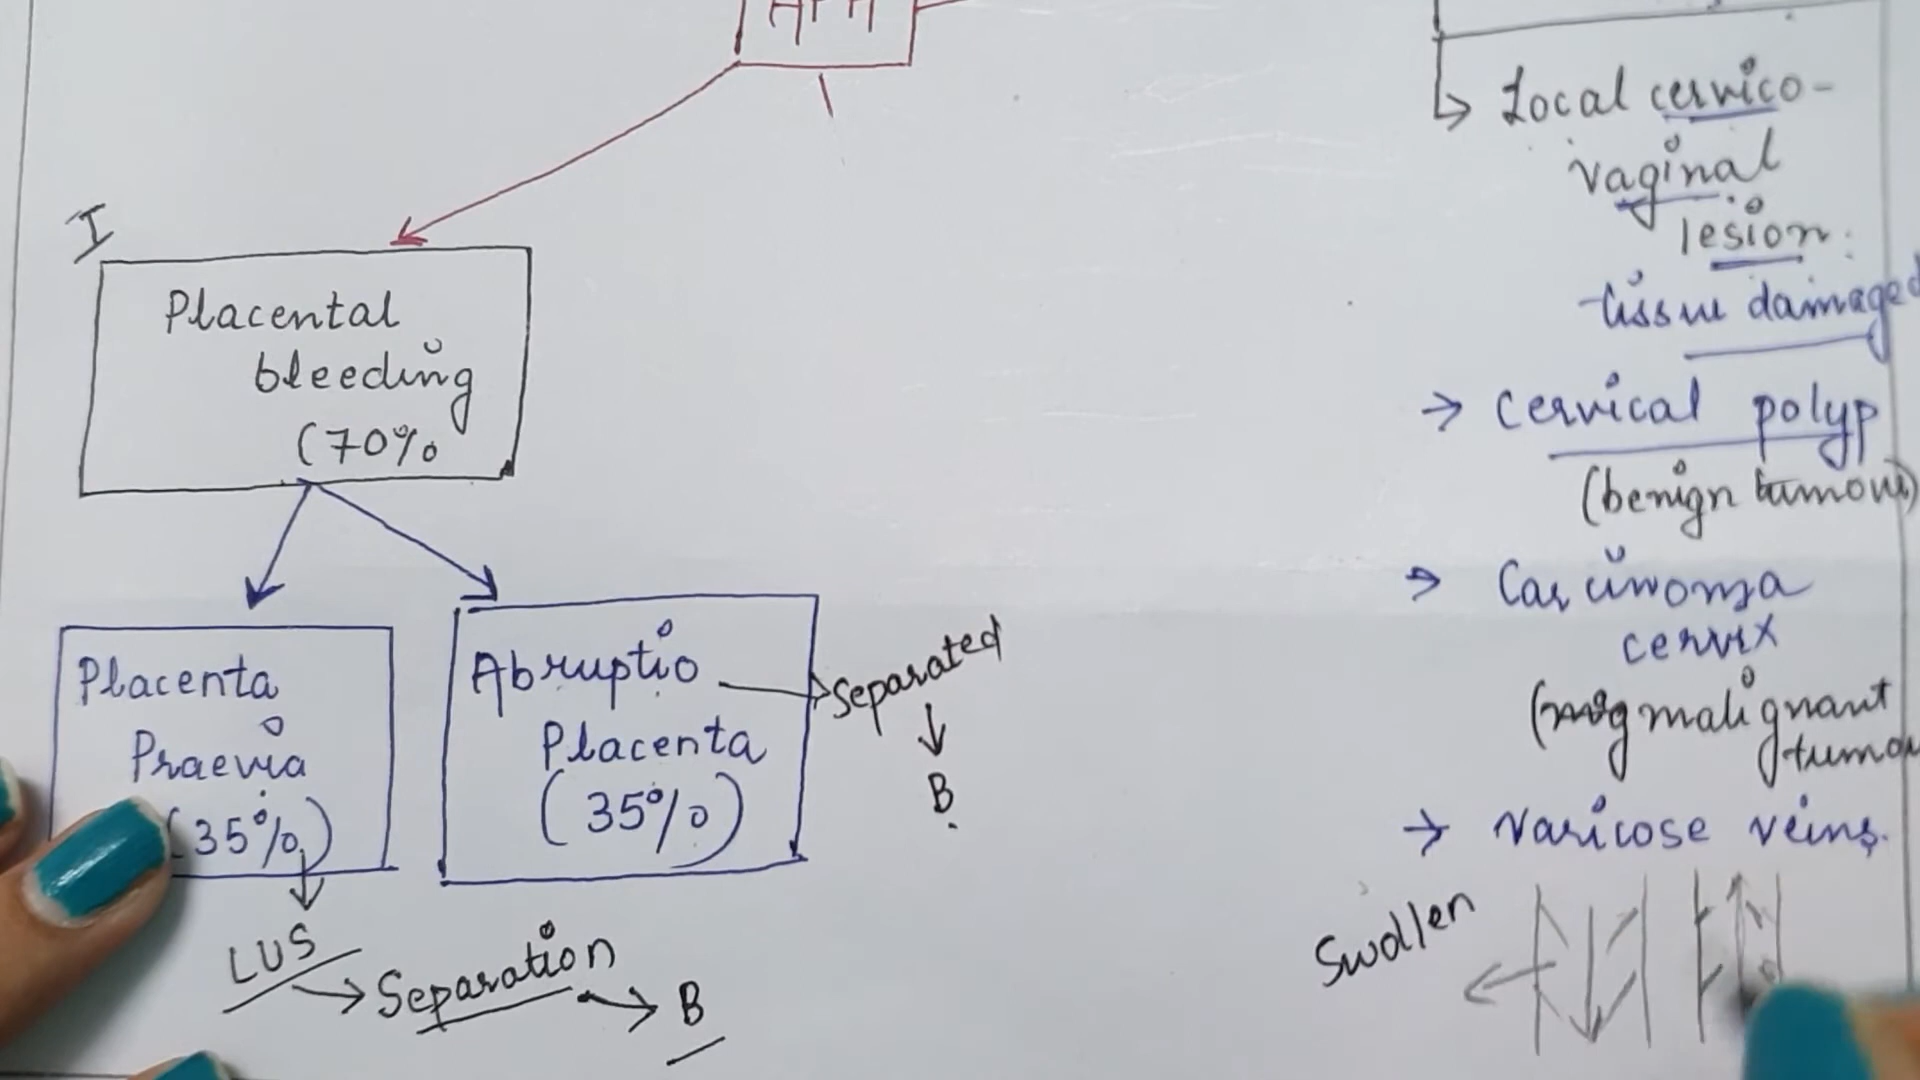 APH
I
Placental
bleeding
(70%
Placenta
Praevia
(35%)
LUS
Separation
B
Abruptio
Placenta
(35%)
Separated
B
Local cervico-
vaginal
lesion
tissue damaged
Cervical polyp
(benign tumour)
Carcinoma
cervix
(malignant
tumou
Varicose veins.
Swollen